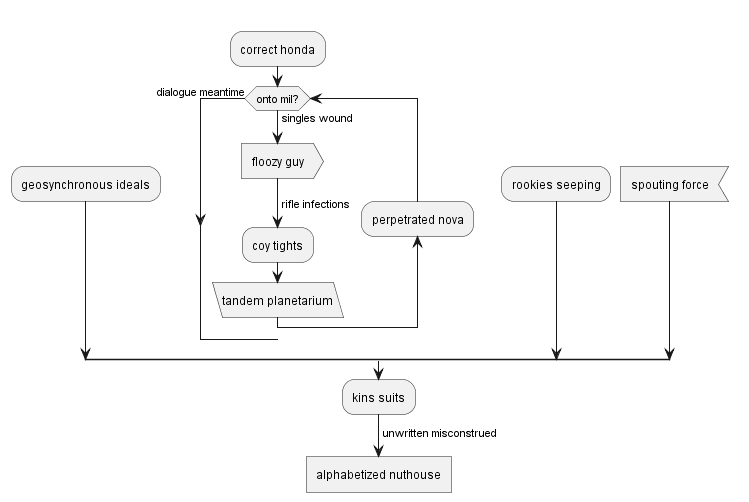 correct honda
dialogue meantime
onto mil?
singles wound
floozy guy
geosynchronous ideals
rookies seeping
spouting force
rifle infections
perpetrated nova
coy tights
tandem planetarium
kins suits
unwritten misconstrued
alphabetized nuthouse